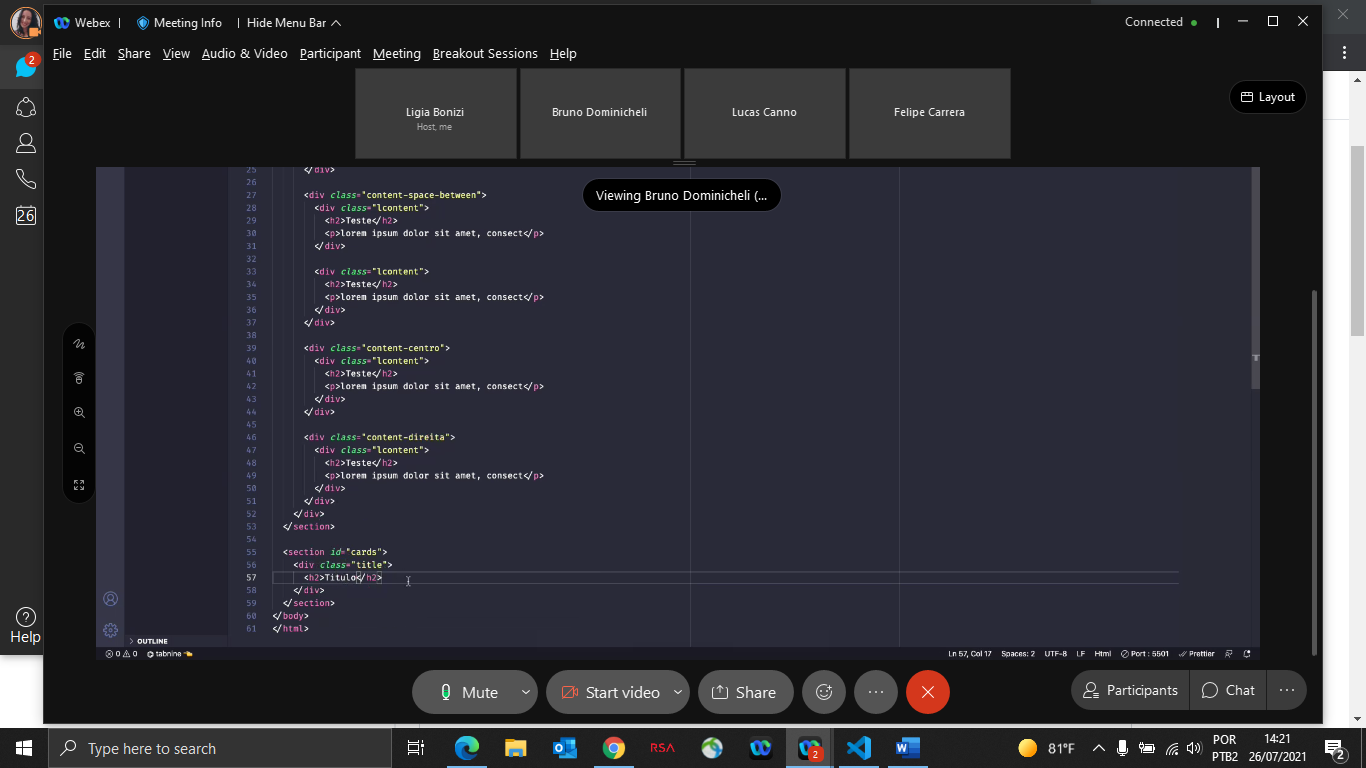 Webex | Meeting Info | Hide Menu Bar
Connected
File Edit Share View Audio & Video Participant Meeting Breakout Sessions Help
2
Ligia Bonizi
Host, me
Bruno Dominicheli
Lucas Canno
Felipe Carrera
Layout
26
Viewing Bruno Dominicheli (...
25 </div>
26
27 <div class="content-space-between">
28 <div class="lcontent">
29 <h2>Teste</h2>
30 <p>lorem ipsum dolor sit amet, consect</p>
31 </div>
32
33 <div class="lcontent">
34 <h2>Teste</h2>
35 <p>lorem ipsum dolor sit amet, consect</p>
36 </div>
37 </div>
38
39 <div class="content-centro">
40 <div class="lcontent">
41 <h2>Teste</h2>
42 <p>lorem ipsum dolor sit amet, consect</p>
43 </div>
44 </div>
45
46 <div class="content-direita">
47 <div class="lcontent">
48 <h2>Teste</h2>
49 <p>lorem ipsum dolor sit amet, consect</p>
50 </div>
51 </div>
52 </div>
53 </section>
54
55 <section id="cards">
56 <div class="title">
57 <h2>Titulo</h2>
58 </div>
59 </section>
60 </body>
61 </html>
Help
OUTLINE
0 0 tabnine Ln 57, Col 17 Spaces: 2 UTF-8 LF Html Port : 5501 Prettier
Mute Start video Share Participants Chat
Type here to search RSA 2 81°F POR PTB2 14:21 26/07/2021 2